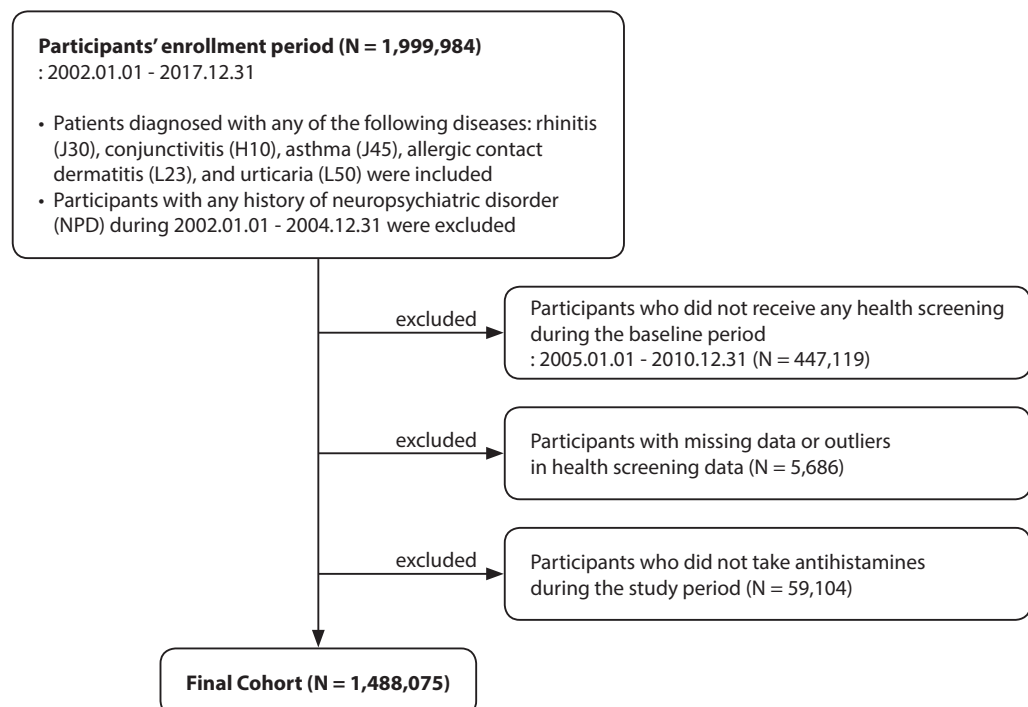 Participants’ enrollment period (N = 1,999,984)
: 2002.01.01 - 2017.12.31
• Patients diagnosed with any of the following diseases: rhinitis
(J30), conjunctivitis (H10), asthma (J45), allergic contact
dermatitis (L23), and urticaria (L50) were included
• Participants with any history of neuropsychiatric disorder
(NPD) during 2002.01.01 - 2004.12.31 were excluded
excluded
Participants who did not receive any health screening
during the baseline period
: 2005.01.01 - 2010.12.31 (N = 447,119)
excluded
Participants with missing data or outliers
in health screening data (N = 5,686)
excluded
Participants who did not take antihistamines
during the study period (N = 59,104)
Final Cohort (N = 1,488,075)